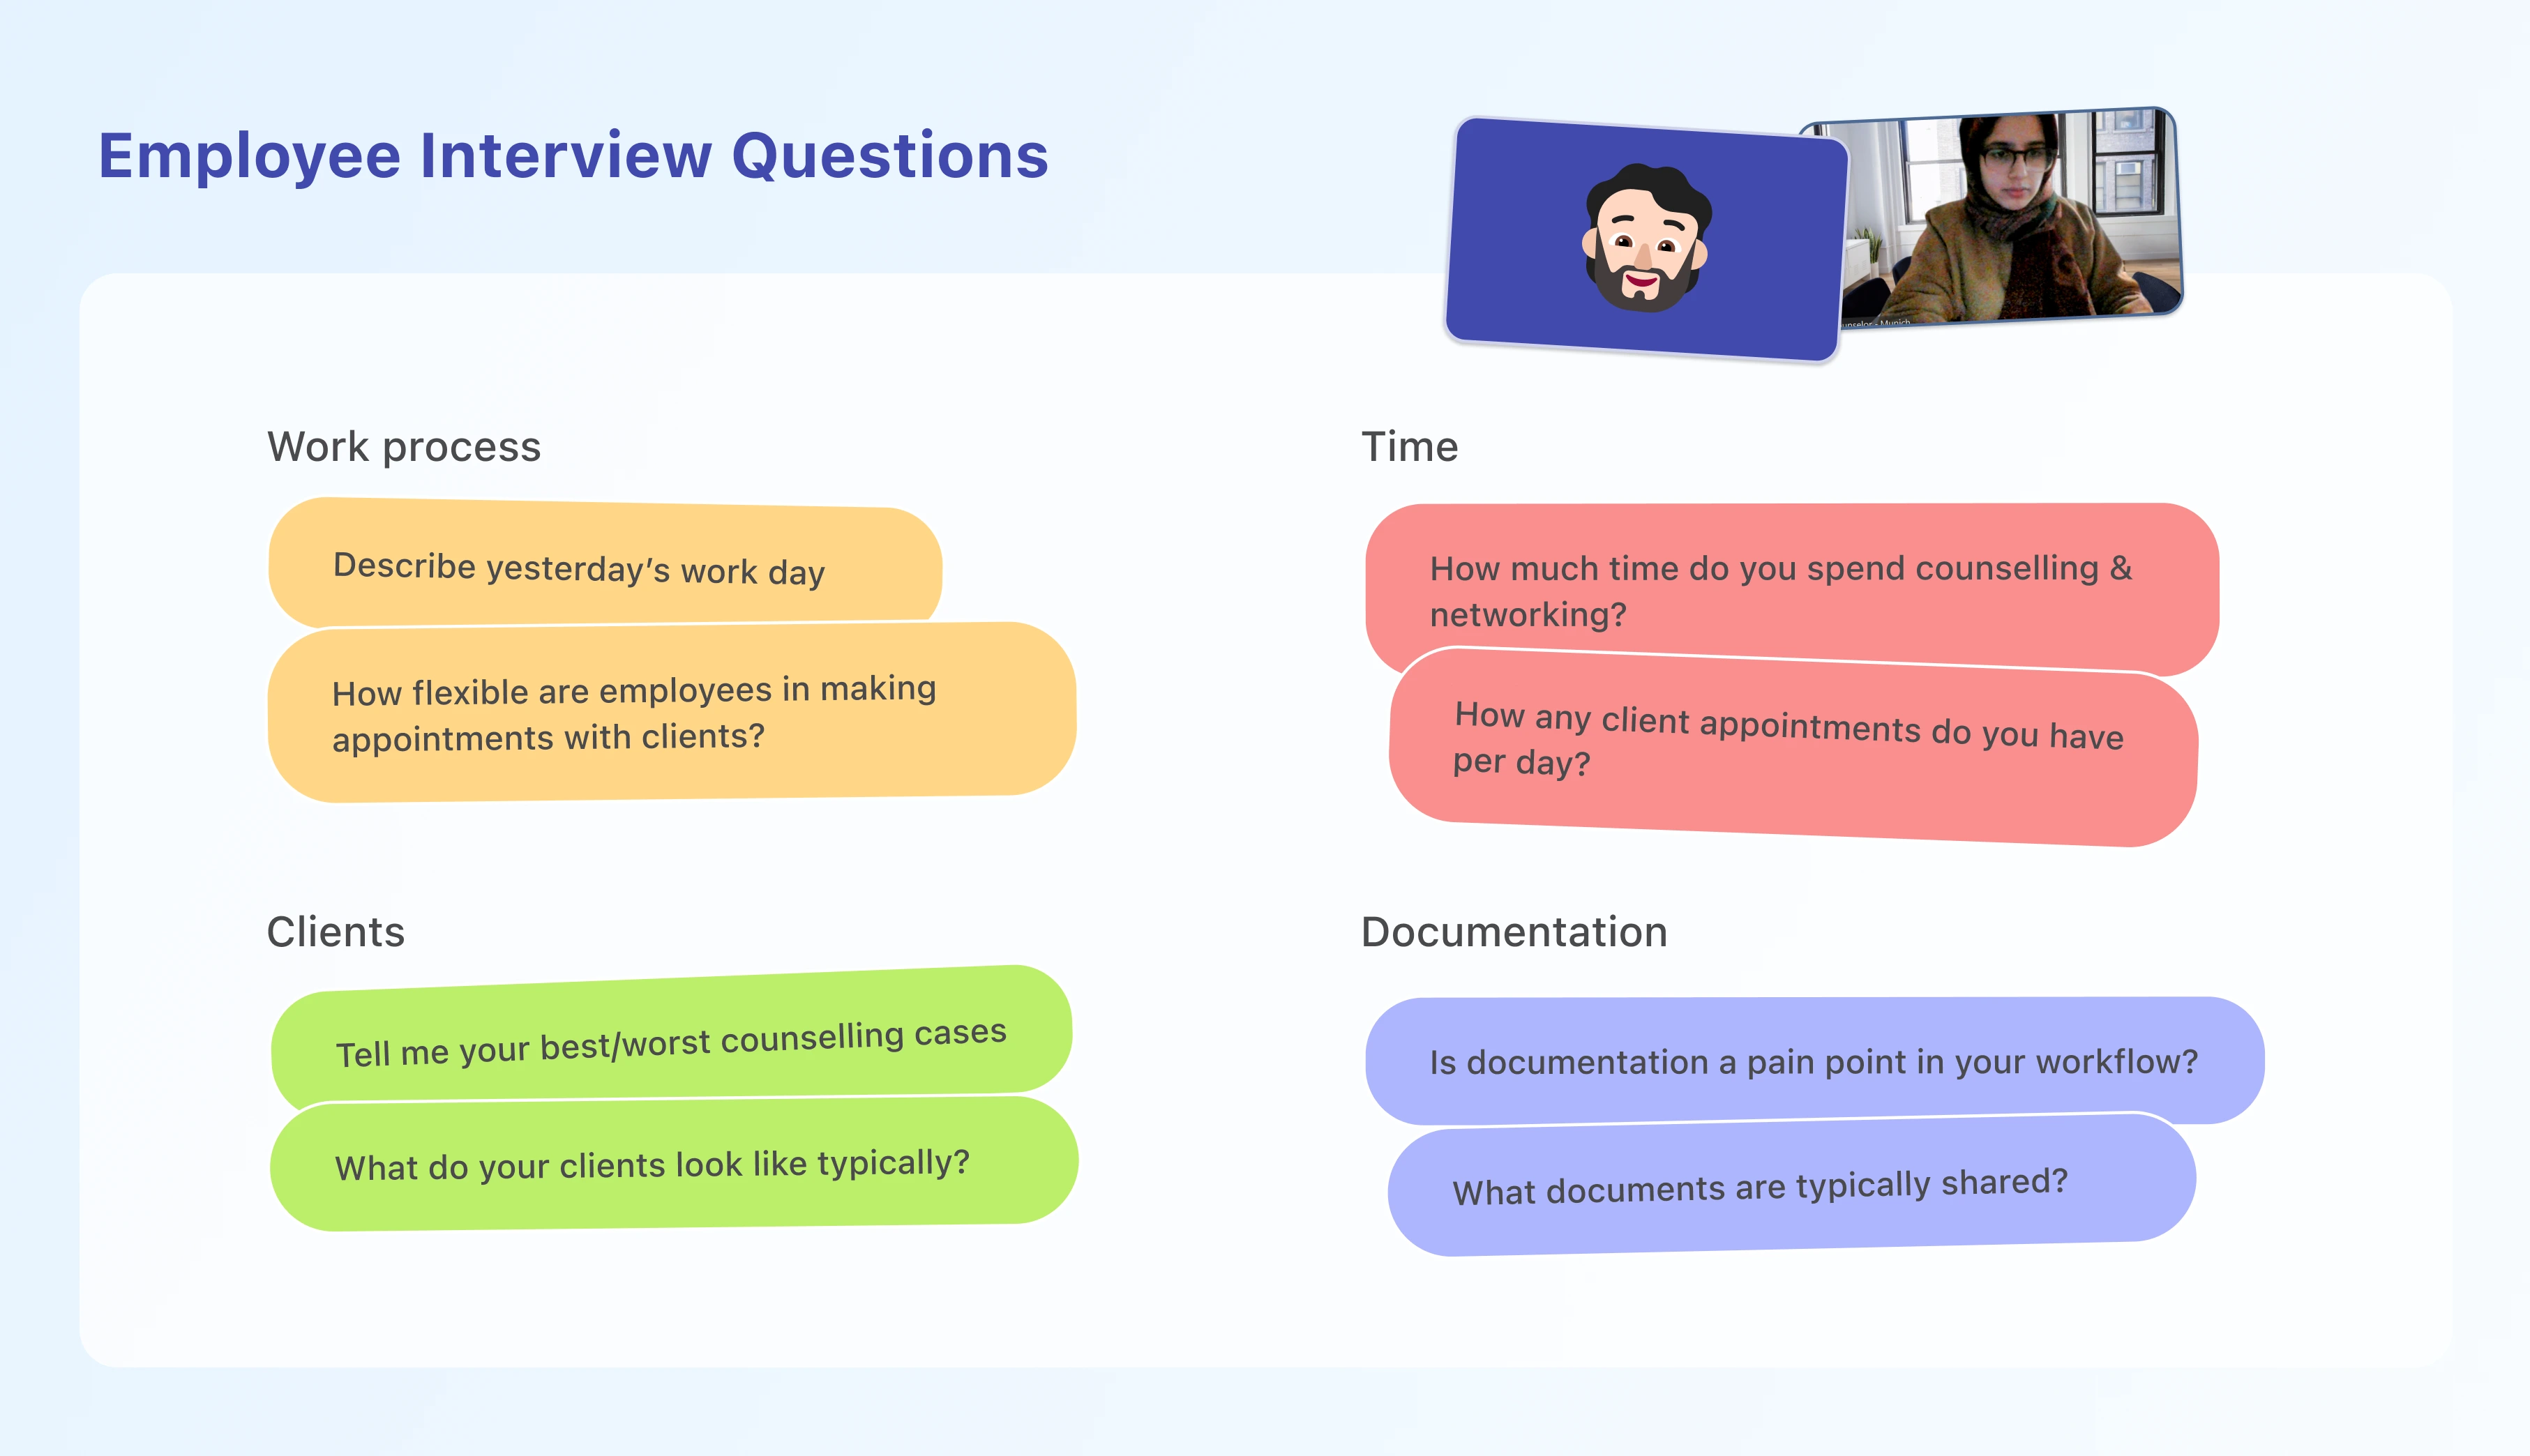 Employee Interview Questions
unselor - Munich
Work process
Describe yesterday’s work day
How flexible are employees in making
appointments with clients?
Time
How much time do you spend counselling &
networking?
How any client appointments do you have
per day?
Clients
Tell me your best/worst counselling cases
What do your clients look like typically?
Documentation
Is documentation a pain point in your workflow?
What documents are typically shared?